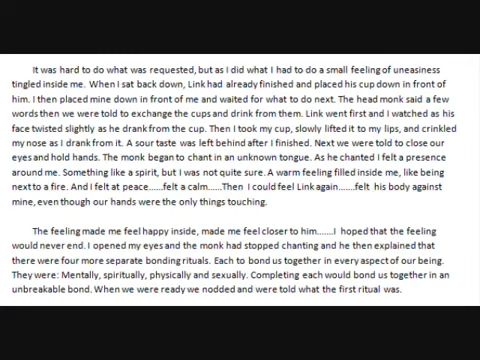 It was hard to do what was requested, but as I did what I had to do a small feeling of uneasiness
tingled inside me.  When I sat back down, Link had already finished and placed his cup down in front of
him. I then placed mine down in front of me and waited for what to do next. The head monk said a few
words then we were told to exchange the cups and drink from them. Link went first and I watched as his
face twisted slightly as he drank from the cup. Then I took my cup, slowly lifted it to my lips, and crinkled
my nose as I drank from it. A sour taste was left behind after I finished. Next we were told to close our
eyes and hold hands. The monk began to chant in an unknown tongue. As he chanted I felt a presence
around me. Something like a spirit, but I was not quite sure. A warm feeling filled inside me, like being
next to a fire. And I felt at peace......felt a calm......Then  I could feel Link again.......felt  his body against
mine, even though our hands were the only things touching.
The feeling made me feel happy inside, made me feel closer to him.......I  hoped that the feeling
would never end. I opened my eyes and the monk had stopped chanting and he then explained that
there were four more separate bonding rituals. Each to bond us together in every aspect of our being.
They were: Mentally, spiritually, physically and sexually. Completing each would bond us together in an
unbreakable bond. When we were ready we nodded and were told what the first ritual was.